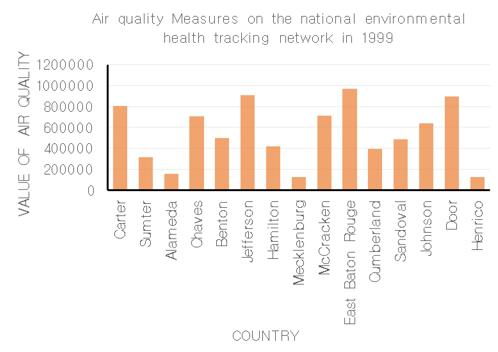 Air quality Measures on the national environmental
health tracking network in 1999
VALUE OF AIR QUALITY
1200000
1000000
800000
600000
400000
200000
0
Carter
Sumter
Alameda
Chaves
Benton
Jefferson
Hamilton
Mecklenburg
McCracken
East Baton Rouge
Cumberland
Sandoval
Johnson
Door
Henrico
COUNTRY